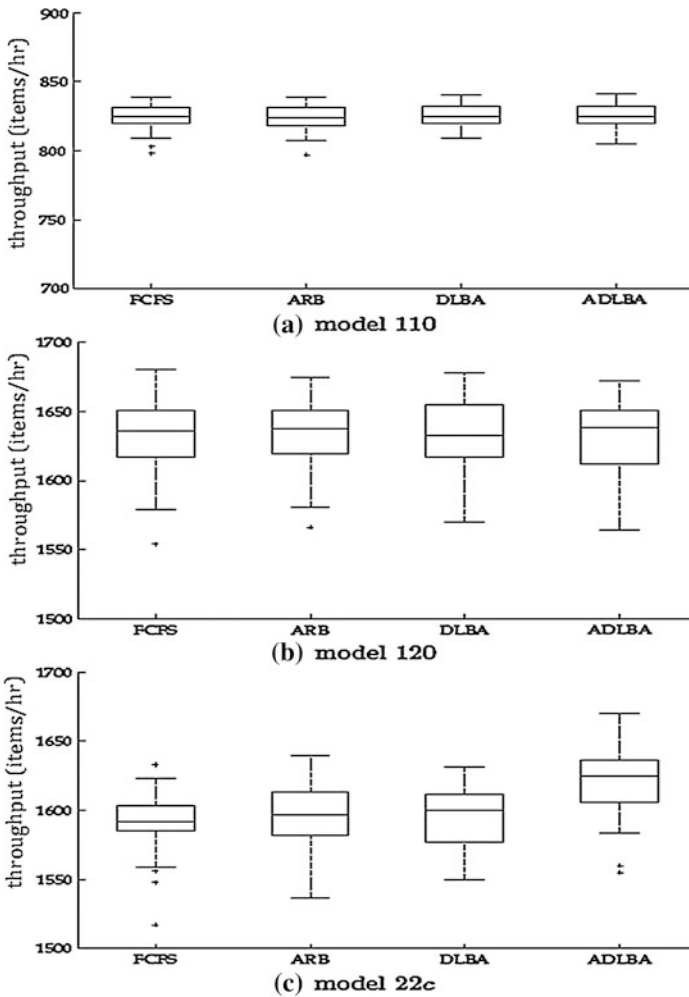 throughput (items/hr)
900
850
800
750
700
FCFS ARB DLBA ADLBA
(a) model 110
throughput (items/hr)
1700
1650
1600
1550
1500
FCFS ARB DLBA ADLBA
(b) model 120
throughput (items/hr)
1700
1650
1600
1550
1500
FCFS ARB DLBA ADLBA
(c) model 22c